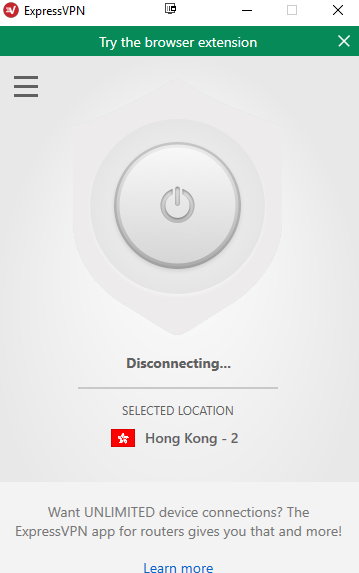 ExpressVPN
Try the browser extension
Disconnecting...
SELECTED LOCATION
Hong Kong - 2
Want UNLIMITED device connections? The
ExpressVPN app for routers gives you that and more!
Learn more